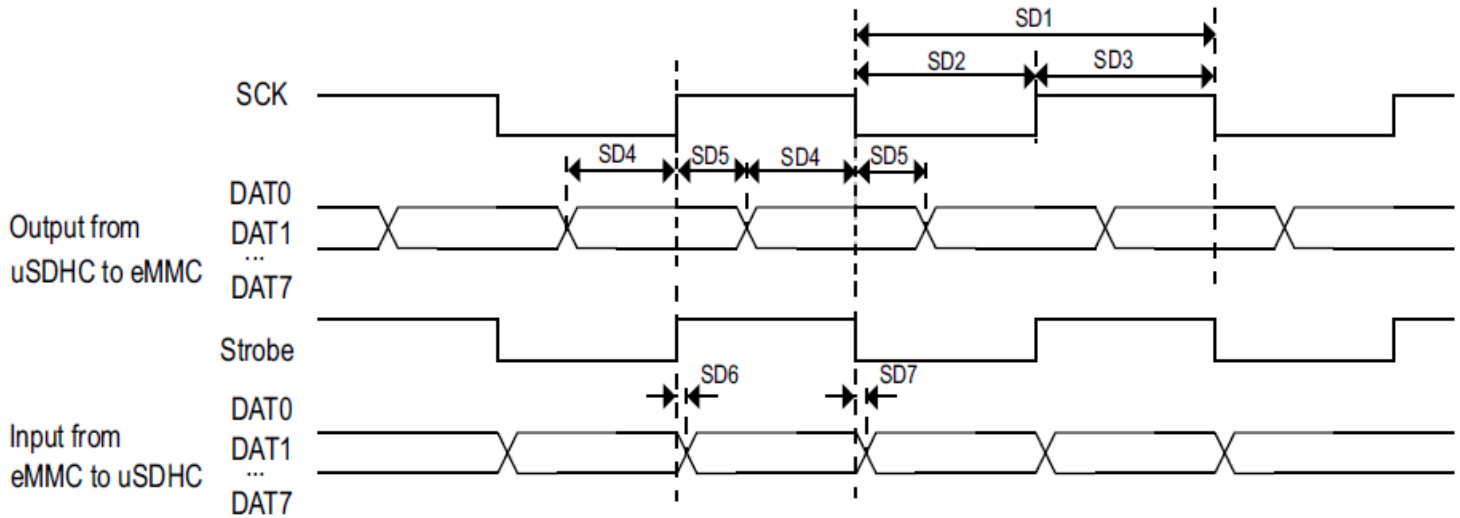 SD1
SD2 SD3
SCK
SD4 SD5 SD4 SD5
DAT0
Output from
uSDHC to eMMC
DAT1
...
DAT7
Strobe
SD6 SD7
DAT0
Input from
eMMC to uSDHC
DAT1
...
DAT7